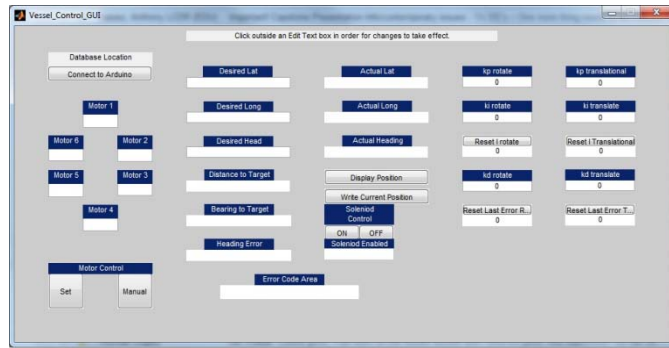 Vessel_Control_GUI
Click outside an Edit Text box in order for changes to take effect.
Database Location
Connect to Arduino
Motor 1
Motor 6
Motor 2
Motor 5
Motor 3
Motor 4
Motor Control
Set
Manual
Desired Lat
Desired Long
Desired Head
Distance to Target
Bearing to Target
Heading Error
Error Code Area
Actual Lat
Actual Long
Actual Heading
Display Position
Write Current Position
Soleniod
Control
ON OFF
Soleniod Enabled
kp rotate
0
ki rotate
0
Reset I rotate
0
kd rotate
0
Reset Last Error R...
0
kp translational
0
ki translate
0
Reset I Translational
0
kd translate
0
Reset Last Error T...
0